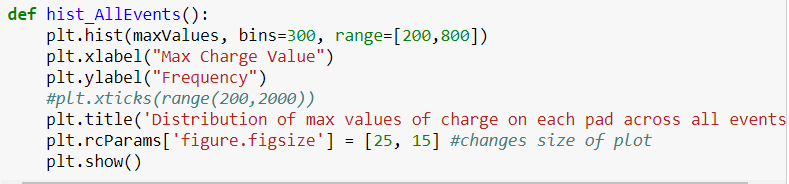 def hist_AllEvents():
    plt.hist(maxValues, bins=300, range=[200,800])
    plt.xlabel("Max Charge Value")
    plt.ylabel("Frequency")
    #plt.xticks(range(200,2000))
    plt.title('Distribution of max values of charge on each pad across all events
    plt.rcParams['figure.figsize'] = [25, 15] #changes size of plot
    plt.show()